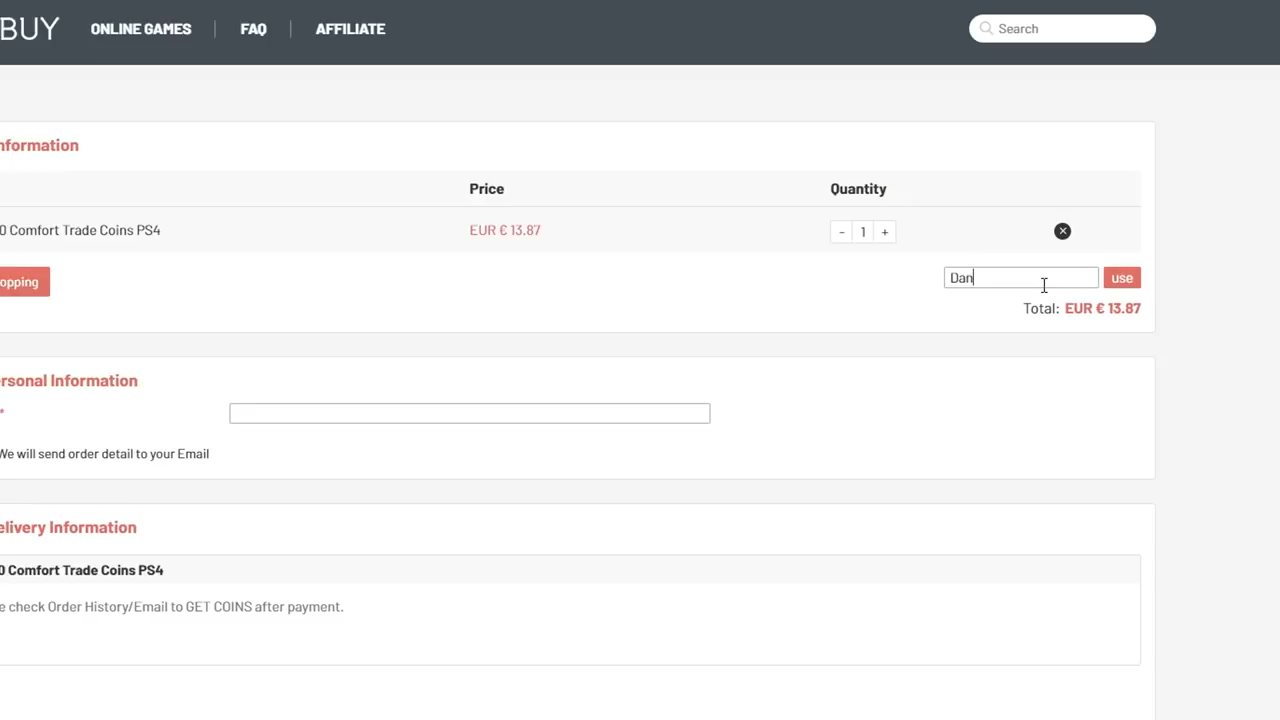 BUY ONLINE GAMES FAQ AFFILIATE Search
nformation
Price Quantity
0 Comfort Trade Coins PS4 EUR € 13.87 - 1 +
opping Dan use
Total: EUR € 13.87
ersonal Information
*
We will send order detail to your Email
elivery Information
0 Comfort Trade Coins PS4
e check Order History/Email to GET COINS after payment.